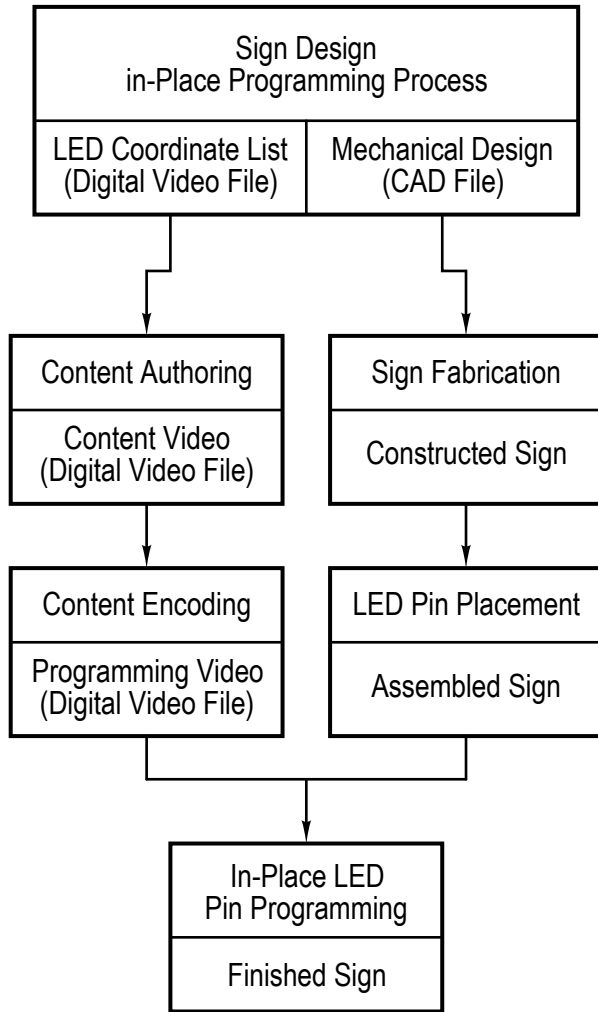 Sign Design
in-Place Programming Process
LED Coordinate List
(Digital Video File)
Mechanical Design
(CAD File)
Content Authoring
Content Video
(Digital Video File)
Sign Fabrication
Constructed Sign
Content Encoding
Programming Video
(Digital Video File)
LED Pin Placement
Assembled Sign
In-Place LED
Pin Programming
Finished Sign